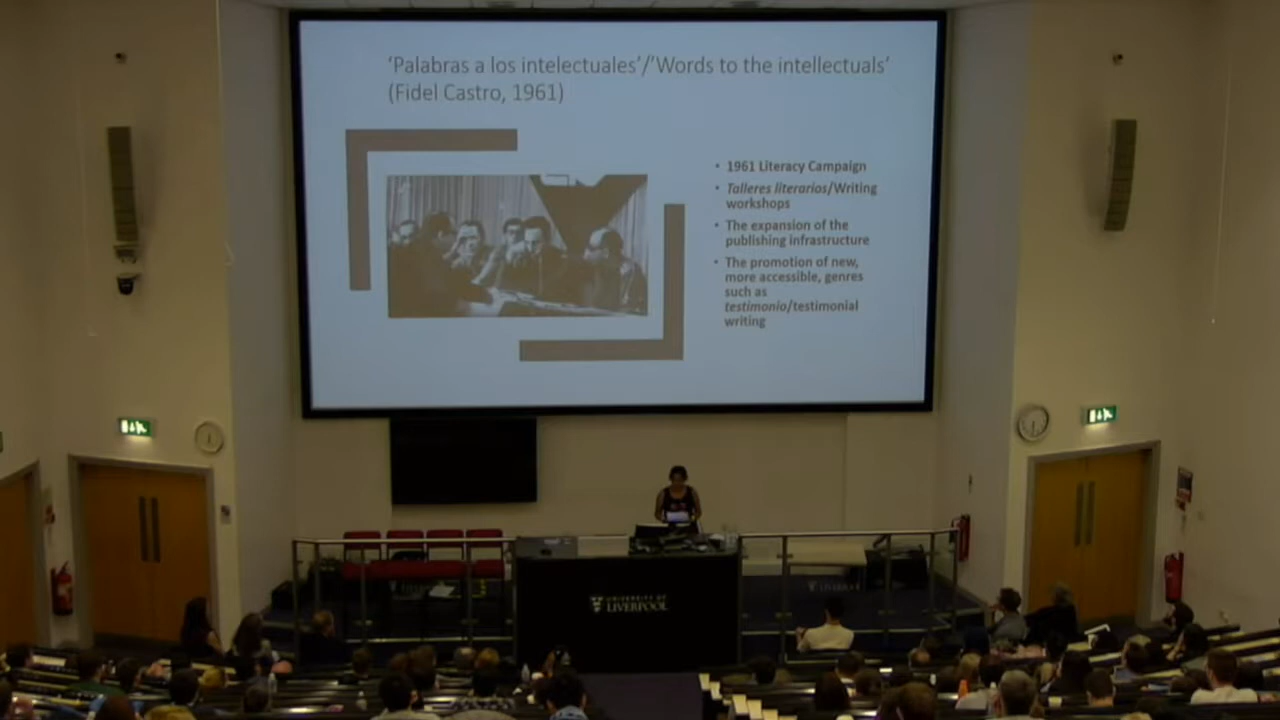 ‘Palabras a los intelectuales’/‘Words to the intellectuals’
(Fidel Castro, 1961)
• 1961 Literacy Campaign
• Talleres literarios/Writing
workshops
• The expansion of the
publishing infrastructure
• The promotion of new,
more accessible, genres
such as
testimonio/testimonial
writing
UNIVERSITY OF
LIVERPOOL